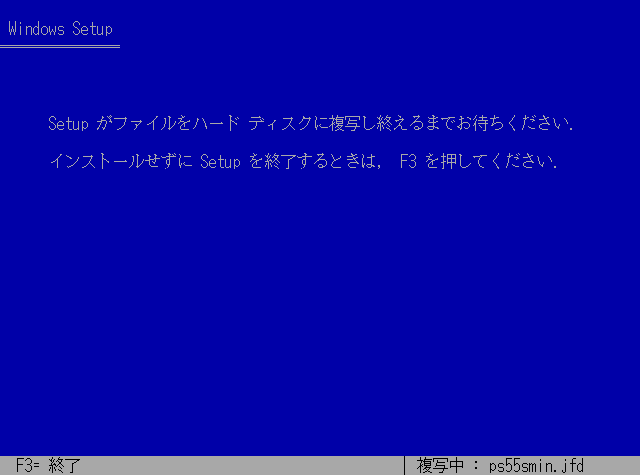 Windows Setup
Setup がファイルをハード ディスクに複写し終えるまでお待ちください.
インストールせずに Setup を終了するときは, F3 を押してください.
F3= 終了
複写中 : ps55smin.jfd